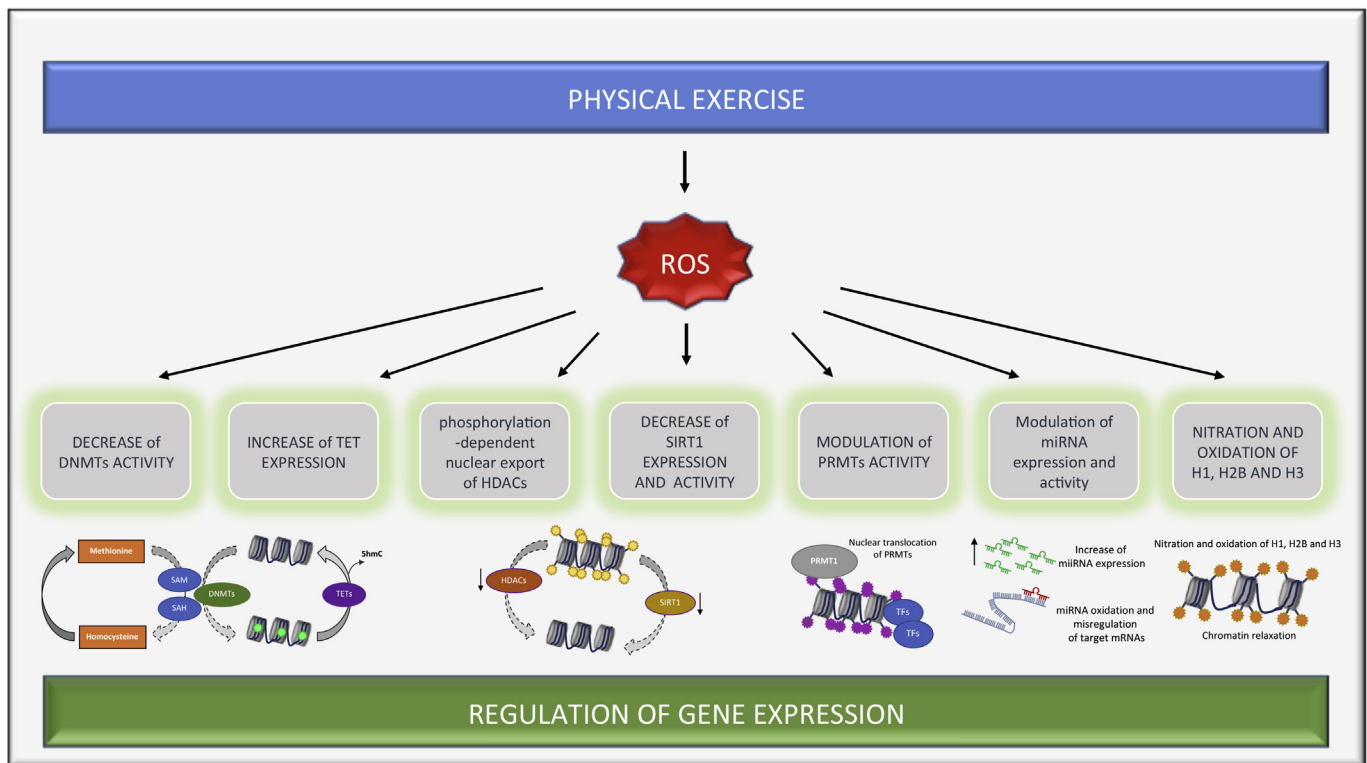 PHYSICAL EXERCISE
ROS
DECREASE of
DNMTs ACTIVITY
INCREASE of TET
EXPRESSION
phosphorylation
-dependent
nuclear export
of HDACs
DECREASE of
SIRT1
EXPRESSION
AND ACTIVITY
MODULATION of
PRMTs ACTIVITY
Modulation of
miRNA
expression and
activity
NITRATION AND
OXIDATION OF
H1, H2B AND H3
Methionine
SAM
SAH
DNMTs
Homocysteine
5hmC
TETs
HDACs
SIRT1
Nuclear translocation
of PRMTs
PRMT1
TFs
TFs
Increase of
miiRNA expression
miRNA oxidation and
misregulation
of target mRNAs
Nitration and oxidation of H1, H2B and H3
Chromatin relaxation
REGULATION OF GENE EXPRESSION